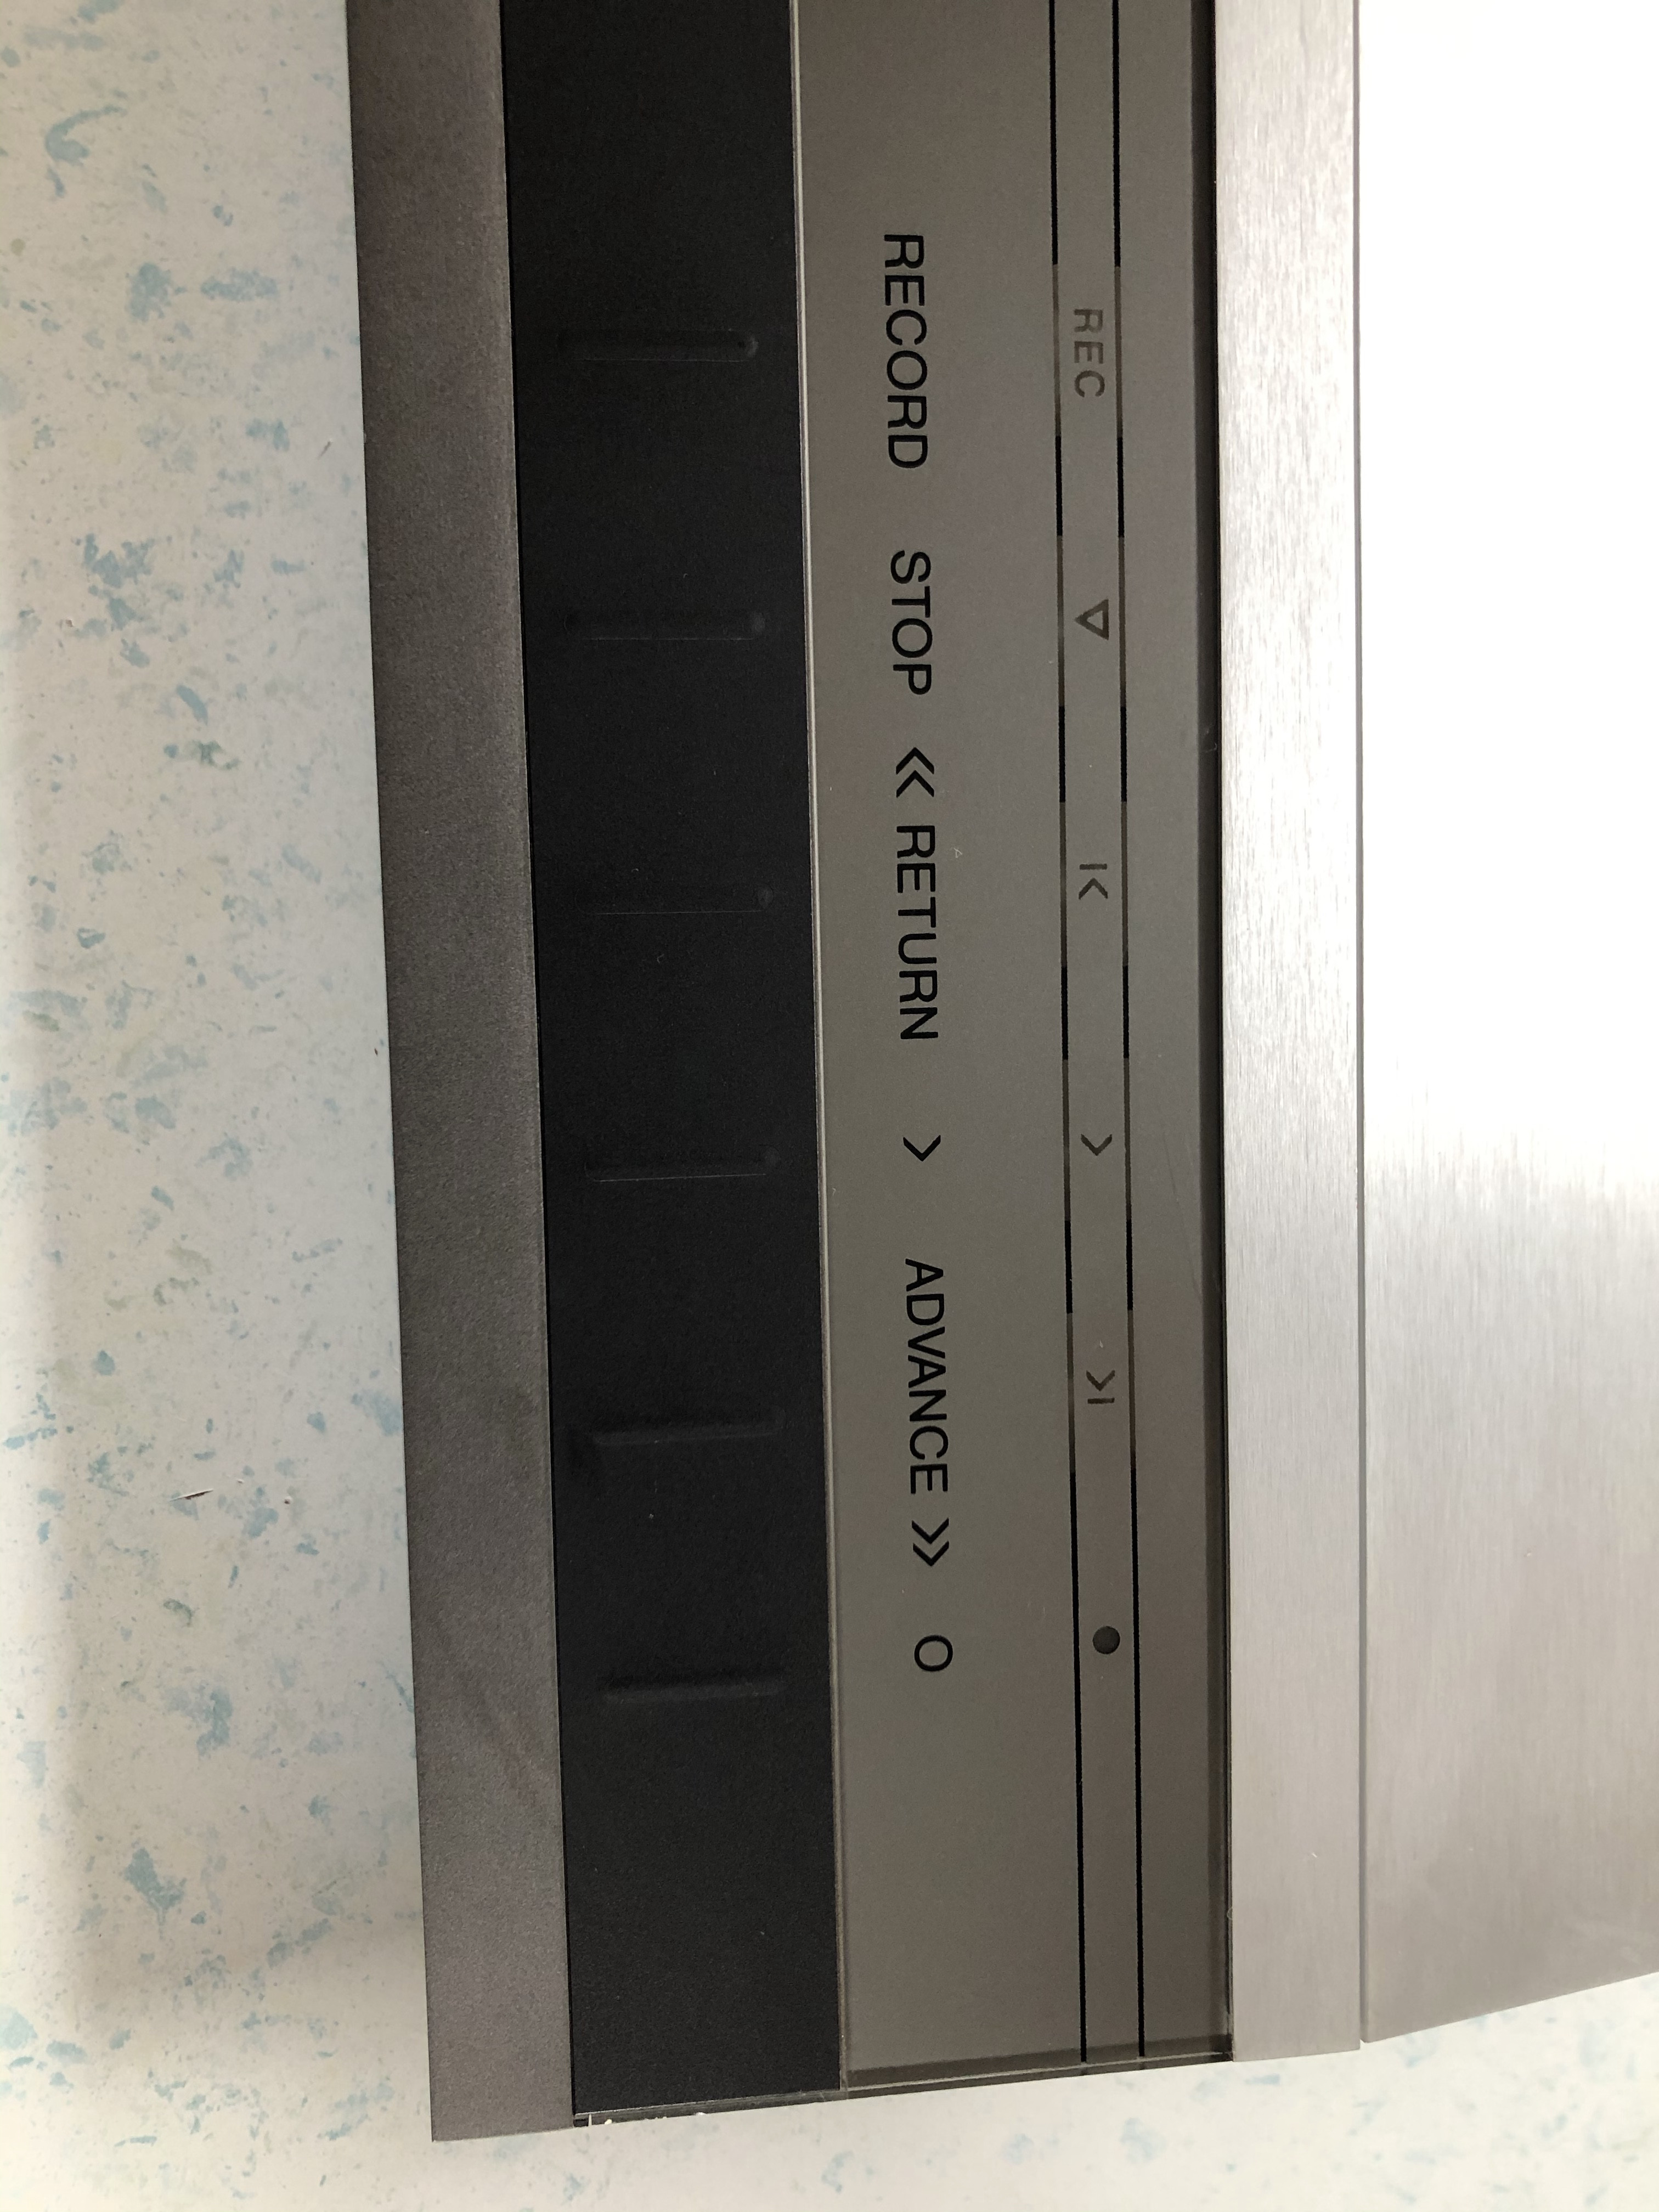 REC ▽ |< > >| ●
RECORD STOP << RETURN > ADVANCE >> O